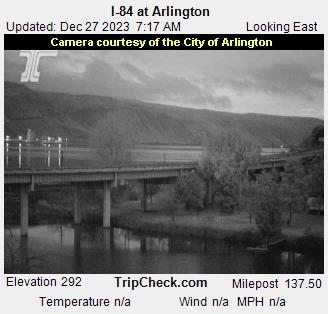 I-84 at Arlington
Updated: Dec 27 2023 7:17 AM Looking East
Camera courtesy of the City of Arlington
Elevation 292 TripCheck.com Milepost 137.50
Temperature n/a Wind n/a MPH n/a